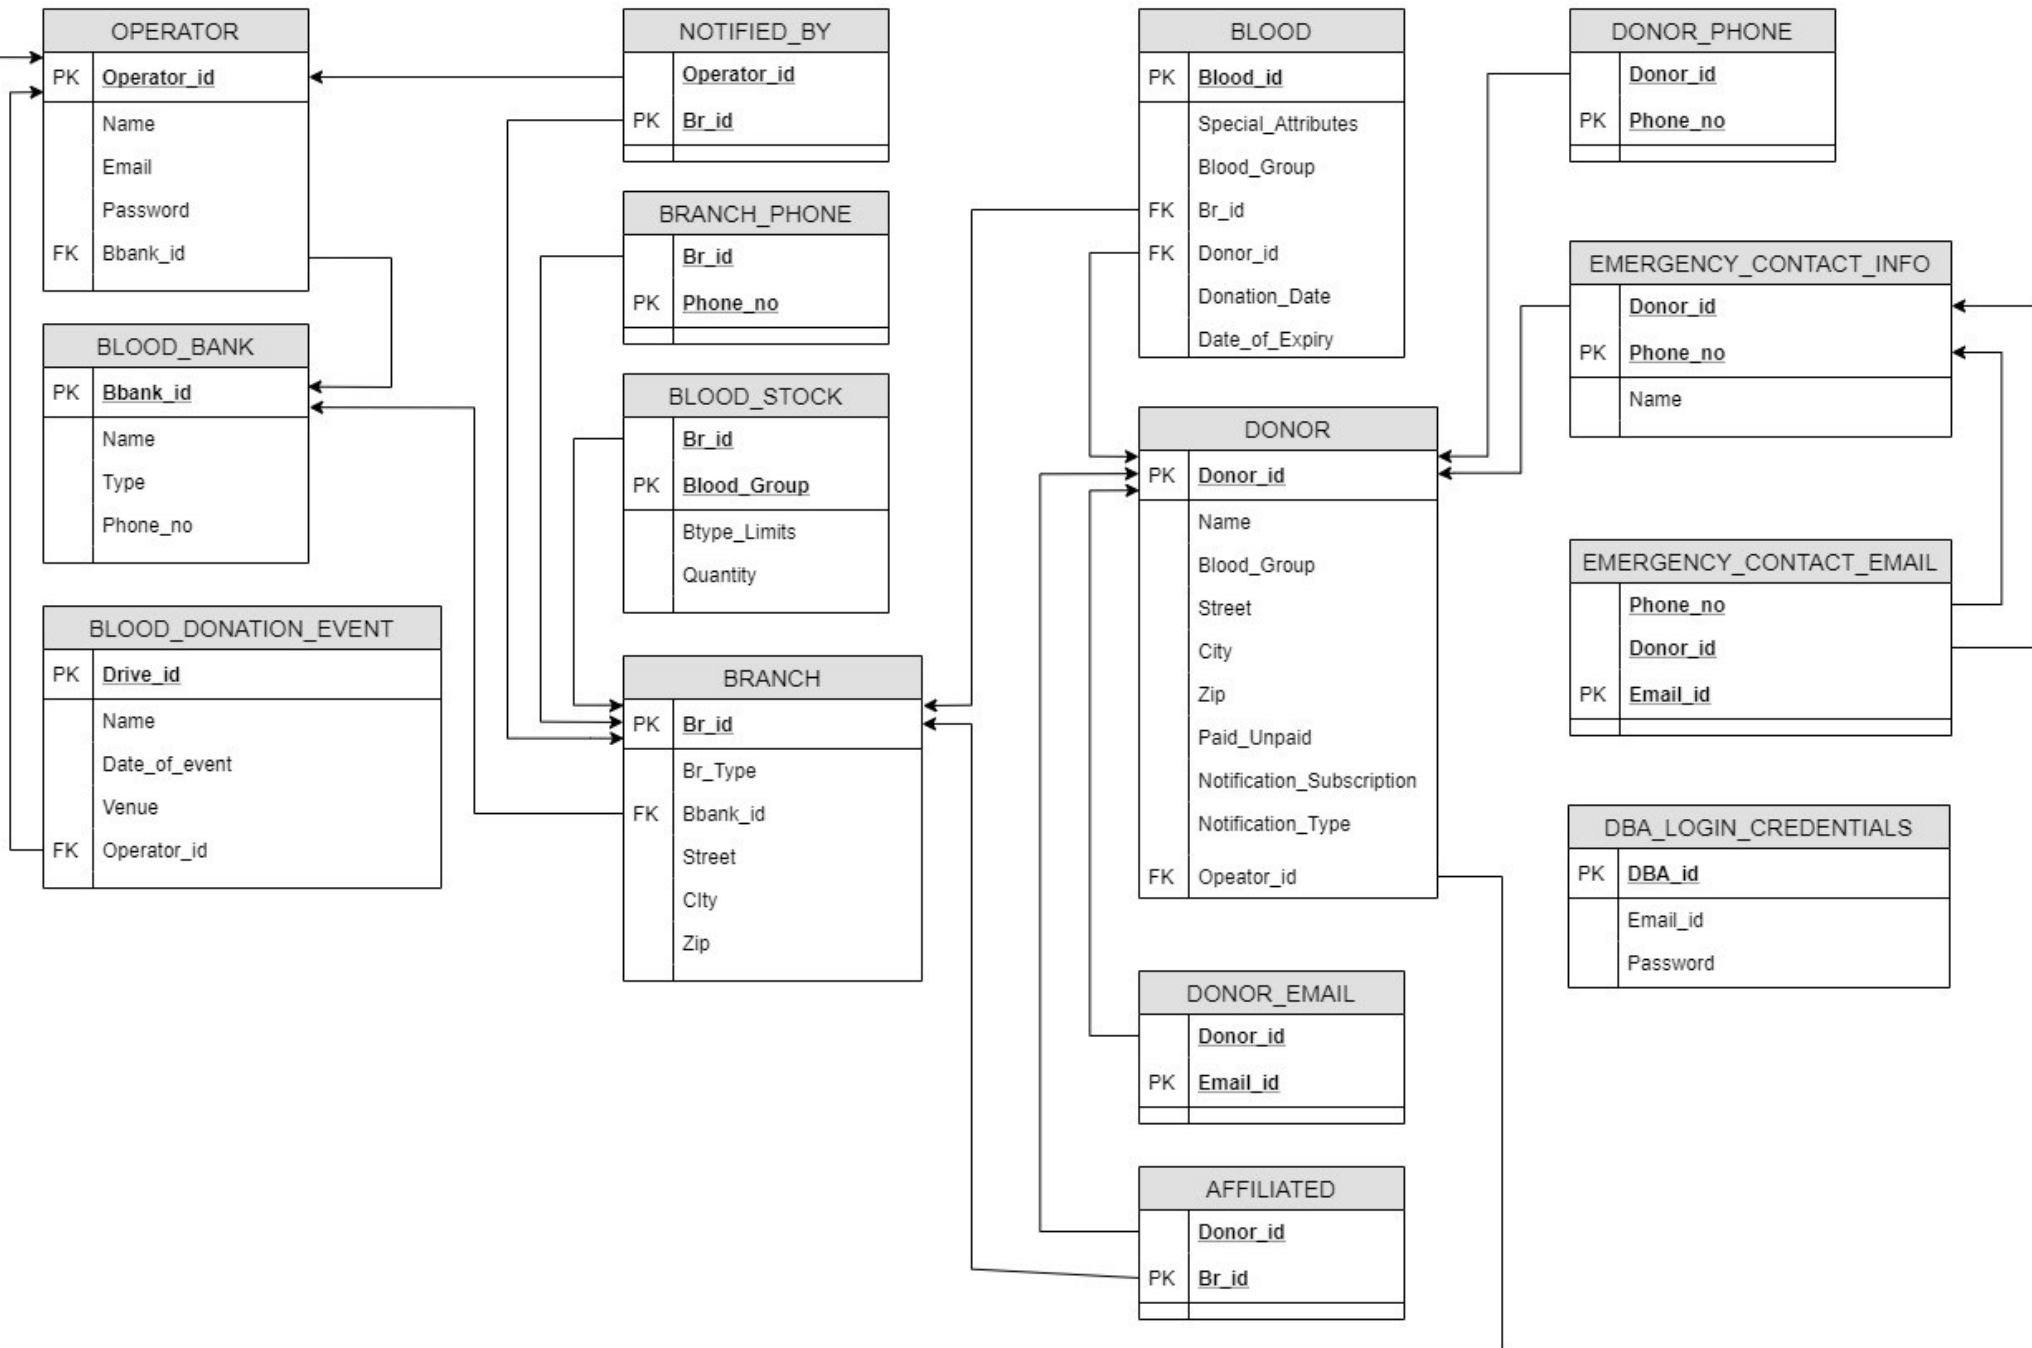 OPERATOR
PK Operator_id
Name
Email
Password
FK Bbank_id
BLOOD_BANK
PK Bbank_id
Name
Type
Phone_no
BLOOD_DONATION_EVENT
PK Drive_id
Name
Date_of_event
Venue
FK Operator_id
NOTIFIED_BY
Operator_id
PK Br_id
BRANCH_PHONE
Br_id
PK Phone_no
BLOOD_STOCK
Br_id
PK Blood_Group
Btype_Limits
Quantity
BRANCH
PK Br_id
Br_Type
FK Bbank_id
Street
CIty
Zip
BLOOD
PK Blood_id
Special_Attributes
Blood_Group
FK Br_id
FK Donor_id
Donation_Date
Date_of_Expiry
DONOR
PK Donor_id
Name
Blood_Group
Street
City
Zip
Paid_Unpaid
Notification_Subscription
Notification_Type
FK Opeator_id
DONOR_EMAIL
Donor_id
PK Email_id
AFFILIATED
Donor_id
PK Br_id
DONOR_PHONE
Donor_id
PK Phone_no
EMERGENCY_CONTACT_INFO
Donor_id
PK Phone_no
Name
EMERGENCY_CONTACT_EMAIL
Phone_no
Donor_id
PK Email_id
DBA_LOGIN_CREDENTIALS
PK DBA_id
Email_id
Password